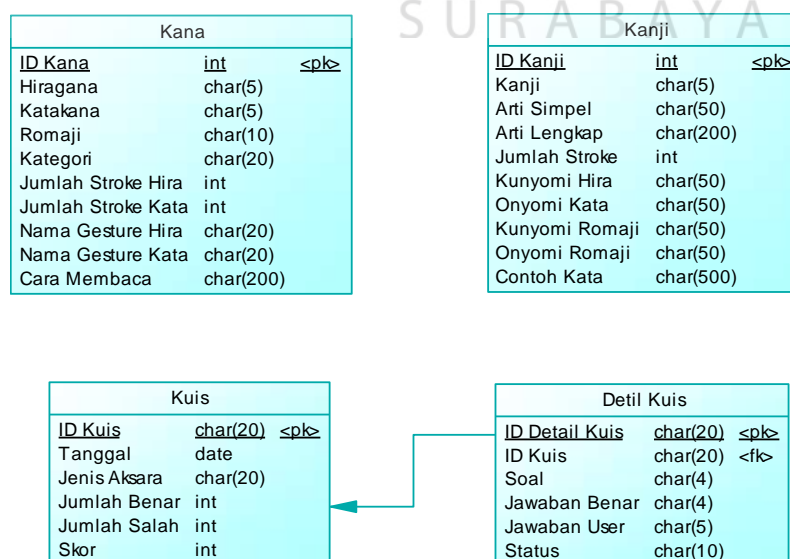 SURABAYA
Kana
ID Kana int <pk>
Hiragana char(5)
Katakana char(5)
Romaji char(10)
Kategori char(20)
Jumlah Stroke Hira int
Jumlah Stroke Kata int
Nama Gesture Hira char(20)
Nama Gesture Kata char(20)
Cara Membaca char(200)
Kanji
ID Kanji int <pk>
Kanji char(5)
Arti Simpel char(50)
Arti Lengkap char(200)
Jumlah Stroke int
Kunyomi Hira char(50)
Onyomi Kata char(50)
Kunyomi Romaji char(50)
Onyomi Romaji char(50)
Contoh Kata char(500)
Kuis
ID Kuis char(20) <pk>
Tanggal date
Jenis Aksara char(20)
Jumlah Benar int
Jumlah Salah int
Skor int
Detil Kuis
ID Detail Kuis char(20) <pk>
ID Kuis char(20) <fk>
Soal char(4)
Jawaban Benar char(4)
Jawaban User char(5)
Status char(10)